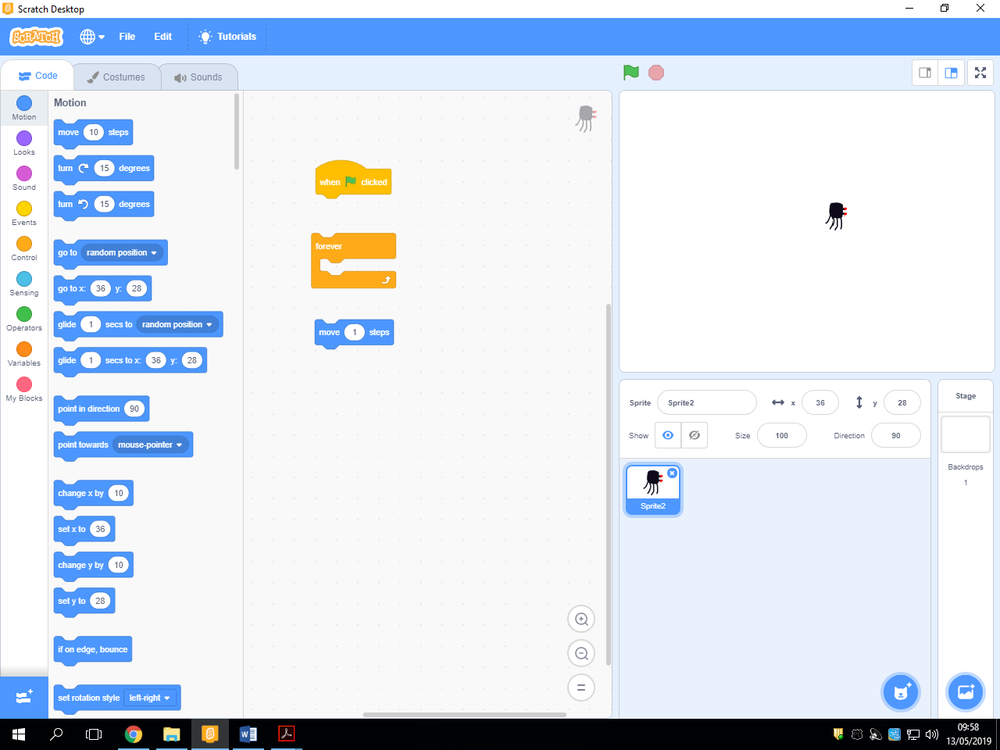 Scratch Desktop
SCRATCH
File
Edit
Tutorials
Code
Costumes
Sounds
Motion
Looks
Sound
Events
Control
Sensing
Operators
Variables
My Blocks
Motion
move 10 steps
turn 15 degrees
turn 15 degrees
go to random position
go to x: 36 y: 28
glide 1 secs to random position
glide 1 secs to x: 36 y: 28
point in direction 90
point towards mouse-pointer
change x by 10
set x to 36
change y by 10
set y to 28
if on edge, bounce
set rotation style left-right
when clicked
forever
move 1 steps
Sprite Sprite2 x 36 y 28
Show Size 100 Direction 90
Sprite2
Stage
Backdrops
1
09:58
13/05/2019